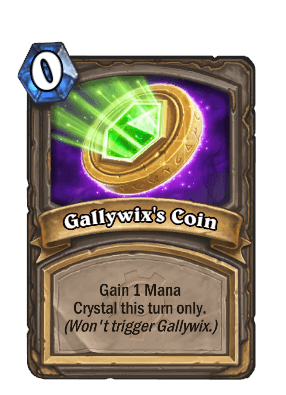 0
Gallywix's Coin
Gain 1 Mana
Crystal this turn only.
(Won't trigger Gallywix.)